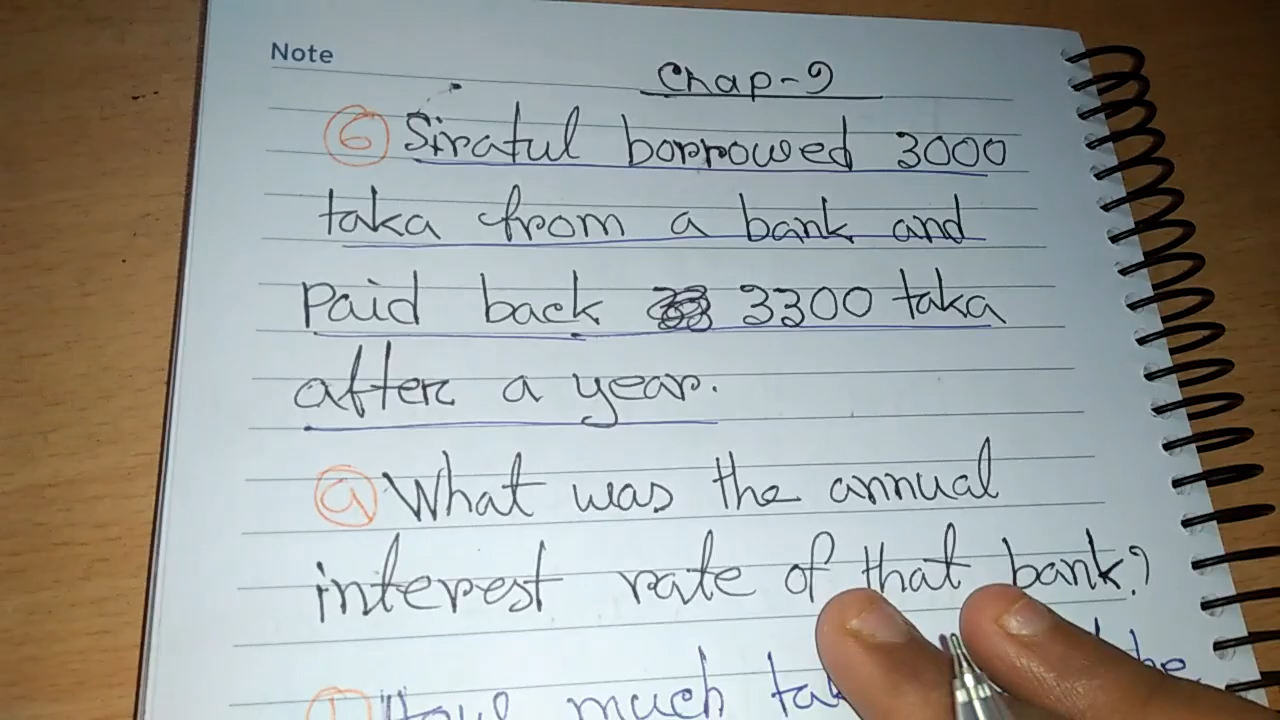 Note
Chap-9
6 Siratul borrowed 3000
taka from a bank and
Paid back 3300 taka
after a year.
a What was the annual
interest rate of that bank?
How much